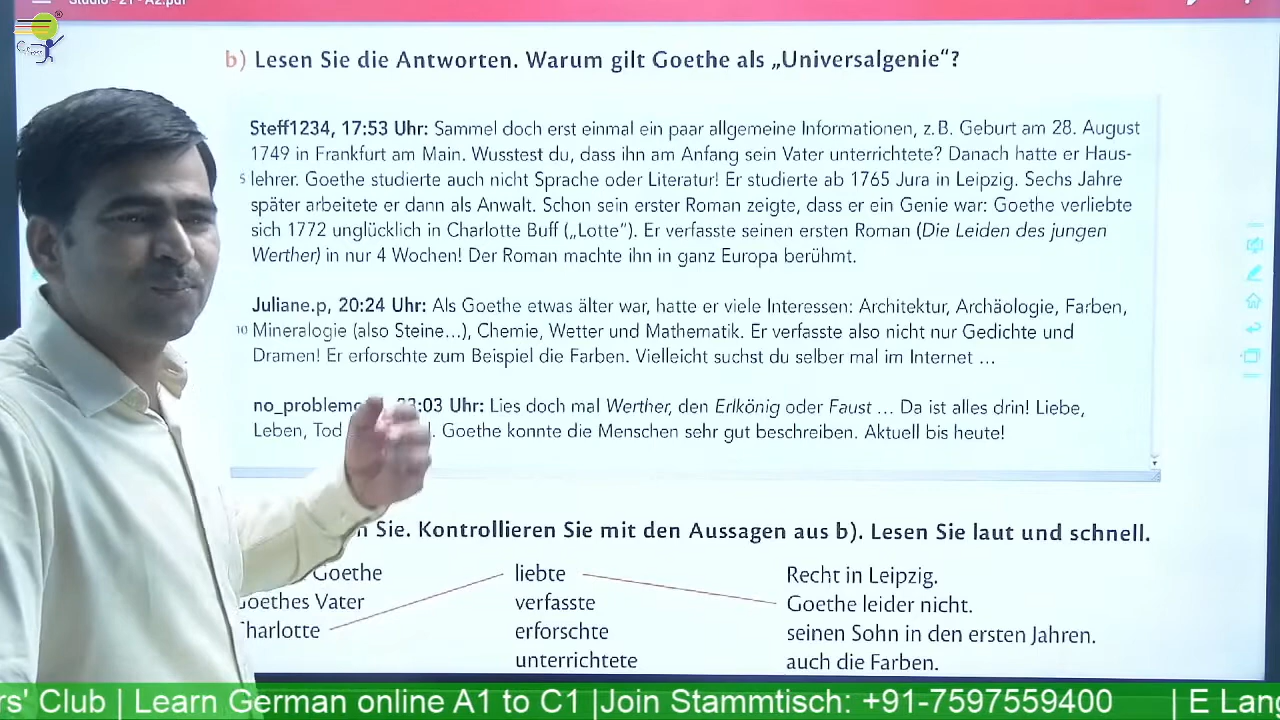 Studio - 21 - A2.pdf
b) Lesen Sie die Antworten. Warum gilt Goethe als „Universalgenie“?
Steff1234, 17:53 Uhr: Sammel doch erst einmal ein paar allgemeine Informationen, z.B. Geburt am 28. August
1749 in Frankfurt am Main. Wusstest du, dass ihn am Anfang sein Vater unterrichtete? Danach hatte er Haus-
5 lehrer. Goethe studierte auch nicht Sprache oder Literatur! Er studierte ab 1765 Jura in Leipzig. Sechs Jahre
später arbeitete er dann als Anwalt. Schon sein erster Roman zeigte, dass er ein Genie war: Goethe verliebte
sich 1772 unglücklich in Charlotte Buff („Lotte“). Er verfasste seinen ersten Roman (Die Leiden des jungen
Werther) in nur 4 Wochen! Der Roman machte ihn in ganz Europa berühmt.
Juliane.p, 20:24 Uhr: Als Goethe etwas älter war, hatte er viele Interessen: Architektur, Archäologie, Farben,
10 Mineralogie (also Steine...), Chemie, Wetter und Mathematik. Er verfasste also nicht nur Gedichte und
Dramen! Er erforschte zum Beispiel die Farben. Vielleicht suchst du selber mal im Internet ...
:03 Uhr: Lies doch mal Werther, den Erlkönig oder Faust ... Da ist alles drin! Liebe,
Leben, Tod . Goethe konnte die Menschen sehr gut beschreiben. Aktuell bis heute!
Sie. Kontrollieren Sie mit den Aussagen aus b). Lesen Sie laut und schnell.
Goethe liebte Recht in Leipzig.
Goethes Vater verfasste Goethe leider nicht.
Charlotte erforschte seinen Sohn in den ersten Jahren.
unterrichtete auch die Farben.
rs' Club | Learn German online A1 to C1 |Join Stammtisch: +91-7597559400 | E Lang